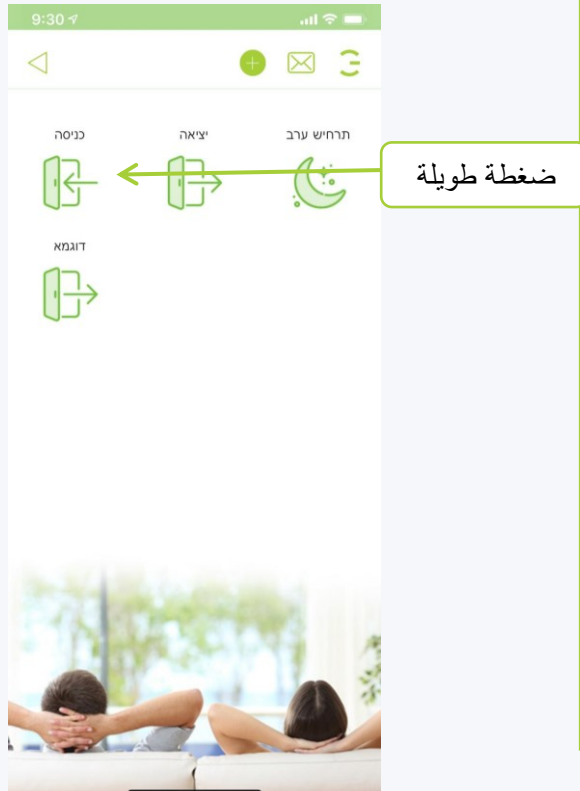 9:30
תרחיש ערב
יציאה
כניסה
ضغطة طويلة
דוגמא